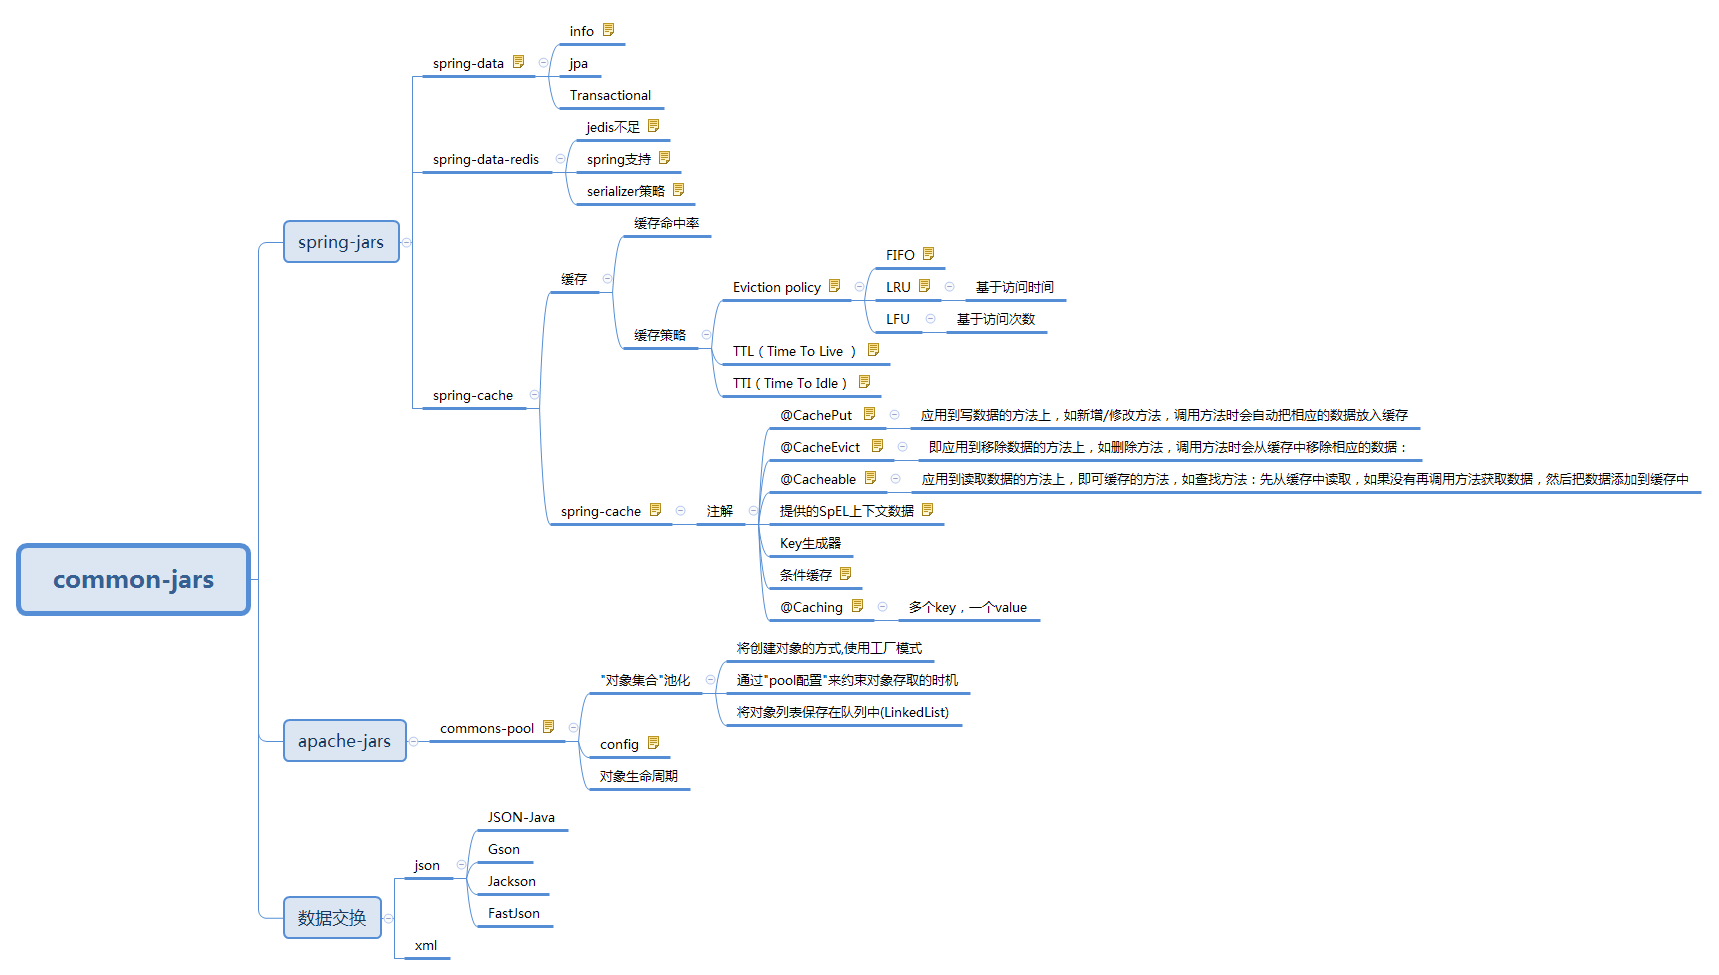 common-jars
spring-jars
spring-data
info
jpa
Transactional
spring-data-redis
jedis不足
spring支持
serializer策略
spring-cache
缓存
缓存命中率
缓存策略
Eviction policy
FIFO
LRU
基于访问时间
LFU
基于访问次数
TTL（Time To Live ）
TTI（Time To Idle）
spring-cache
注解
@CachePut
应用到写数据的方法上，如新增/修改方法，调用方法时会自动把相应的数据放入缓存
@CacheEvict
即应用到移除数据的方法上，如删除方法，调用方法时会从缓存中移除相应的数据：
@Cacheable
应用到读取数据的方法上，即可缓存的方法，如查找方法：先从缓存中读取，如果没有再调用方法获取数据，然后把数据添加到缓存中
提供的SpEL上下文数据
Key生成器
条件缓存
@Caching
多个key，一个value
apache-jars
commons-pool
"对象集合"池化
将创建对象的方式,使用工厂模式
通过"pool配置"来约束对象存取的时机
将对象列表保存在队列中(LinkedList)
config
对象生命周期
数据交换
json
JSON-Java
Gson
Jackson
FastJson
xml